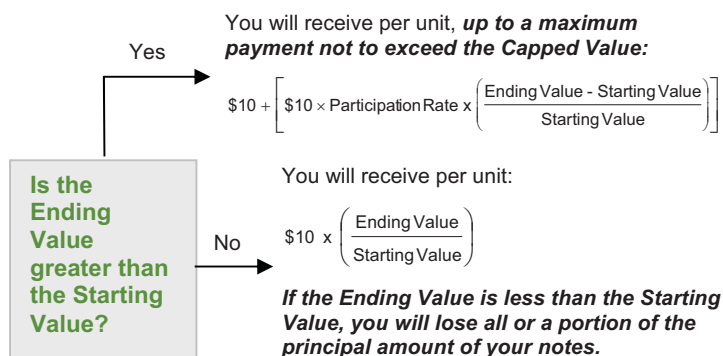 You will receive per unit, up to a maximum
payment not to exceed the Capped Value:
Yes
$10 + [ $10 × Participation Rate x ( Ending Value - Starting Value
Starting Value ) ]
Is the
Ending
Value
greater than
the Starting
Value?
No
You will receive per unit:
$10 x ( Ending Value
Starting Value )
If the Ending Value is less than the Starting
Value, you will lose all or a portion of the
principal amount of your notes.